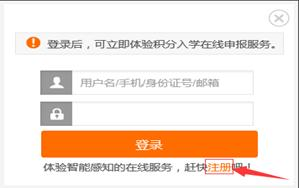 登录后，可立即体验积分入学在线申报服务。
用户名/手机/身份证号/邮箱
登录
体验智能感知的在线服务，赶快注册吧！